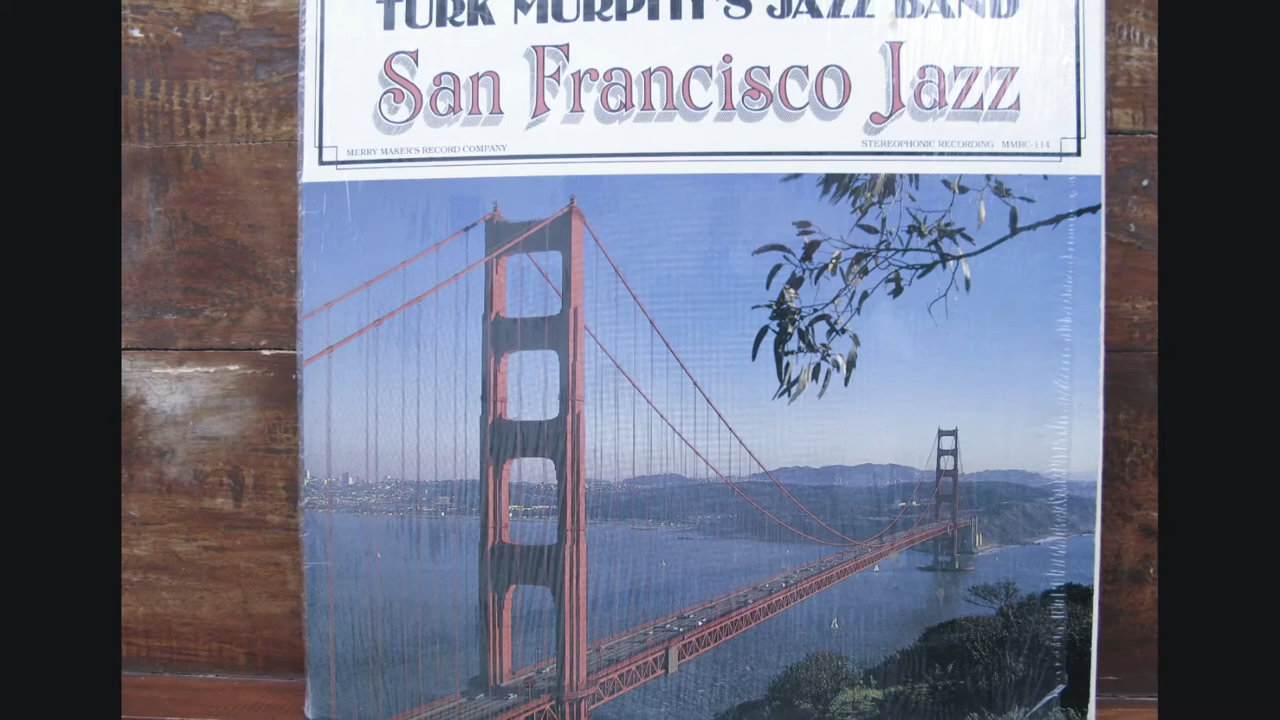 TURK MURPHY'S JAZZ BAND
San Francisco Jazz
MERRY MAKER'S RECORD COMPANY
STEREOPHONIC RECORDING MMRC-114